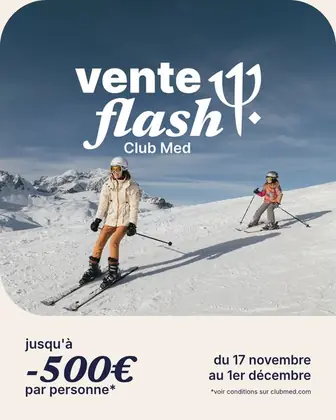 vente
flash
Club Med
jusqu'à
-500€
par personne*
du 17 novembre
au 1er décembre
*voir conditions sur clubmed.com